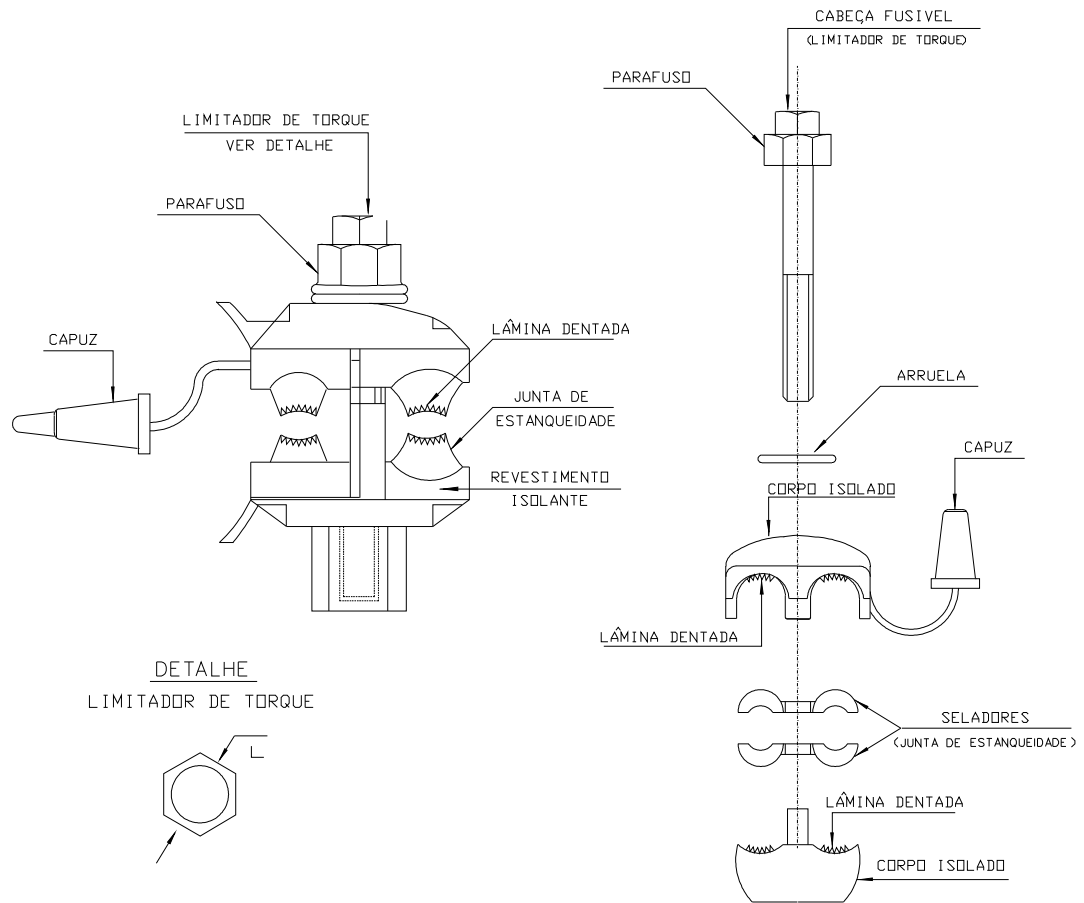 CABEÇA FUSIVEL
(LIMITADOR DE TORQUE)
PARAFUSO
LIMITADOR DE TORQUE
VER DETALHE
PARAFUSO
LÂMINA DENTADA
CAPUZ
JUNTA DE
ESTANQUEIDADE
REVESTIMENTO
ISOLANTE
ARRUELA
CAPUZ
CORPO ISOLADO
LÂMINA DENTADA
DETALHE
LIMITADOR DE TORQUE
L
SELADORES
(JUNTA DE ESTANQUEIDADE)
LÂMINA DENTADA
CORPO ISOLADO